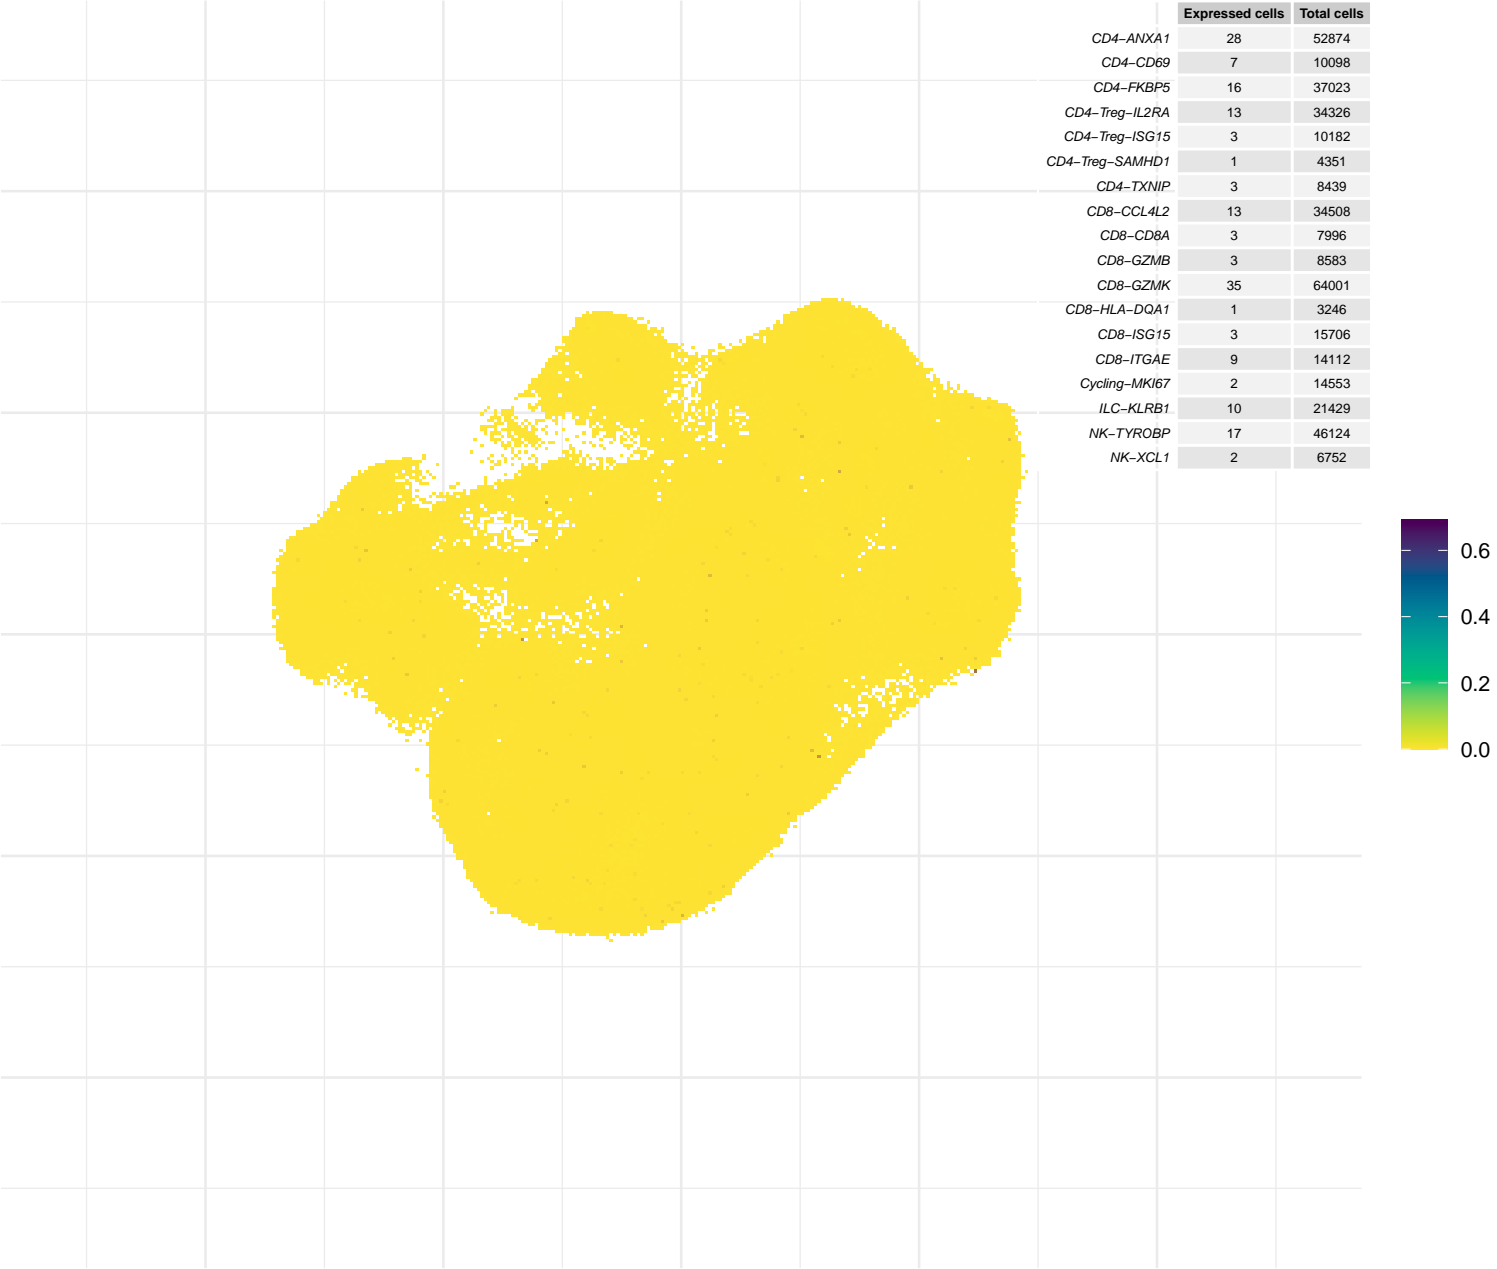 Expressed cells Total cells
CD4−ANXA1 28 52874
CD4−CD69 7 10098
CD4−FKBP5 16 37023
CD4−Treg−IL2RA 13 34326
CD4−Treg−ISG15 3 10182
CD4−Treg−SAMHD1 1 4351
CD4−TXNIP 3 8439
CD8−CCL4L2 13 34508
CD8−CD8A 3 7996
CD8−GZMB 3 8583
CD8−GZMK 35 64001
CD8−HLA−DQA1 1 3246
CD8−ISG15 3 15706
CD8−ITGAE 9 14112
Cycling−MKI67 2 14553
ILC−KLRB1 10 21429
NK−TYROBP 17 46124
NK−XCL1 2 6752
0.6
0.4
0.2
0.0